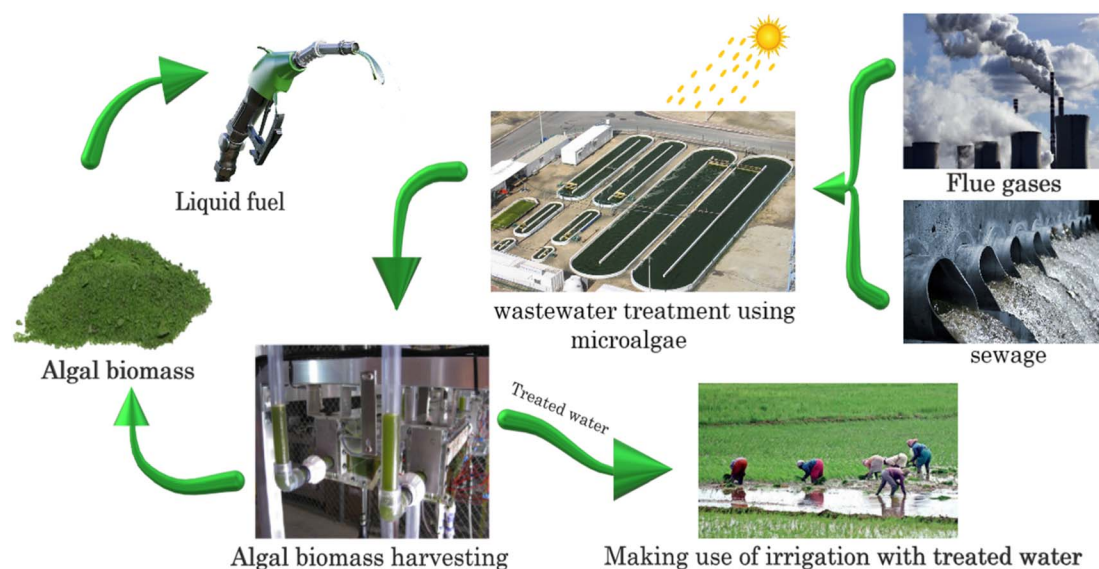 Liquid fuel
Flue gases
wastewater treatment using
microalgae
sewage
Algal biomass
Treated water
Algal biomass harvesting
Making use of irrigation with treated water